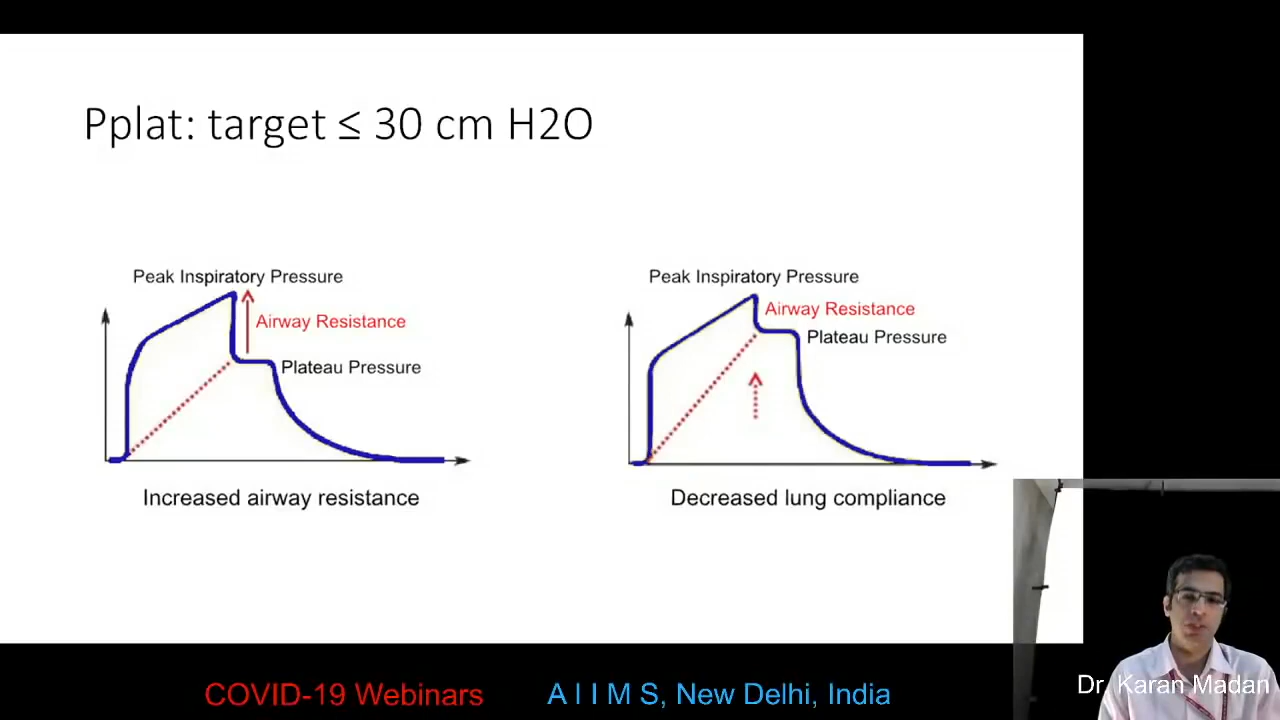 Pplat: target ≤ 30 cm H2O
Peak Inspiratory Pressure
Airway Resistance
Plateau Pressure
Increased airway resistance
Peak Inspiratory Pressure
Airway Resistance
Plateau Pressure
Decreased lung compliance
COVID-19 Webinars
A I I M S, New Delhi, India
Dr. Karan Madan